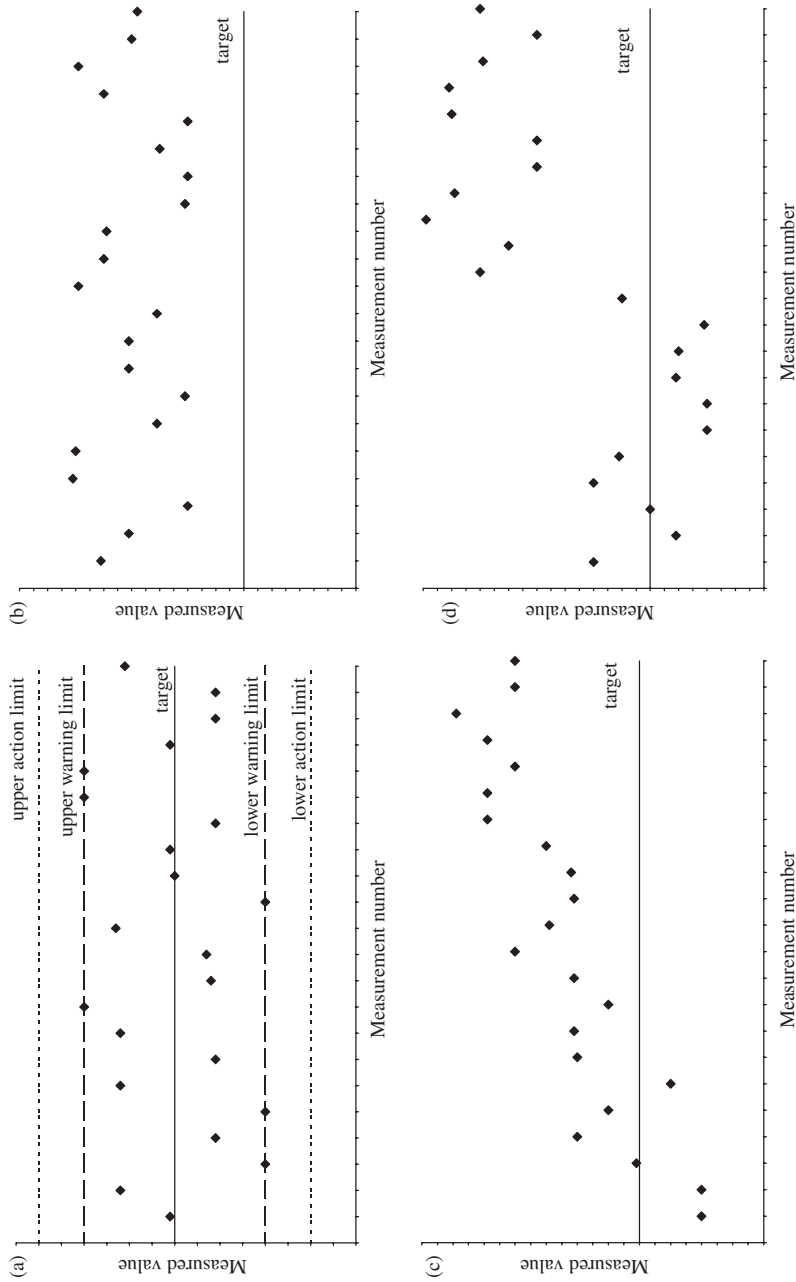 (a)
upper action limit
upper warning limit
target
lower warning limit
lower action limit
Measured value
Measurement number
(b)
target
Measured value
Measurement number
(c)
target
Measured value
Measurement number
(d)
target
Measured value
Measurement number